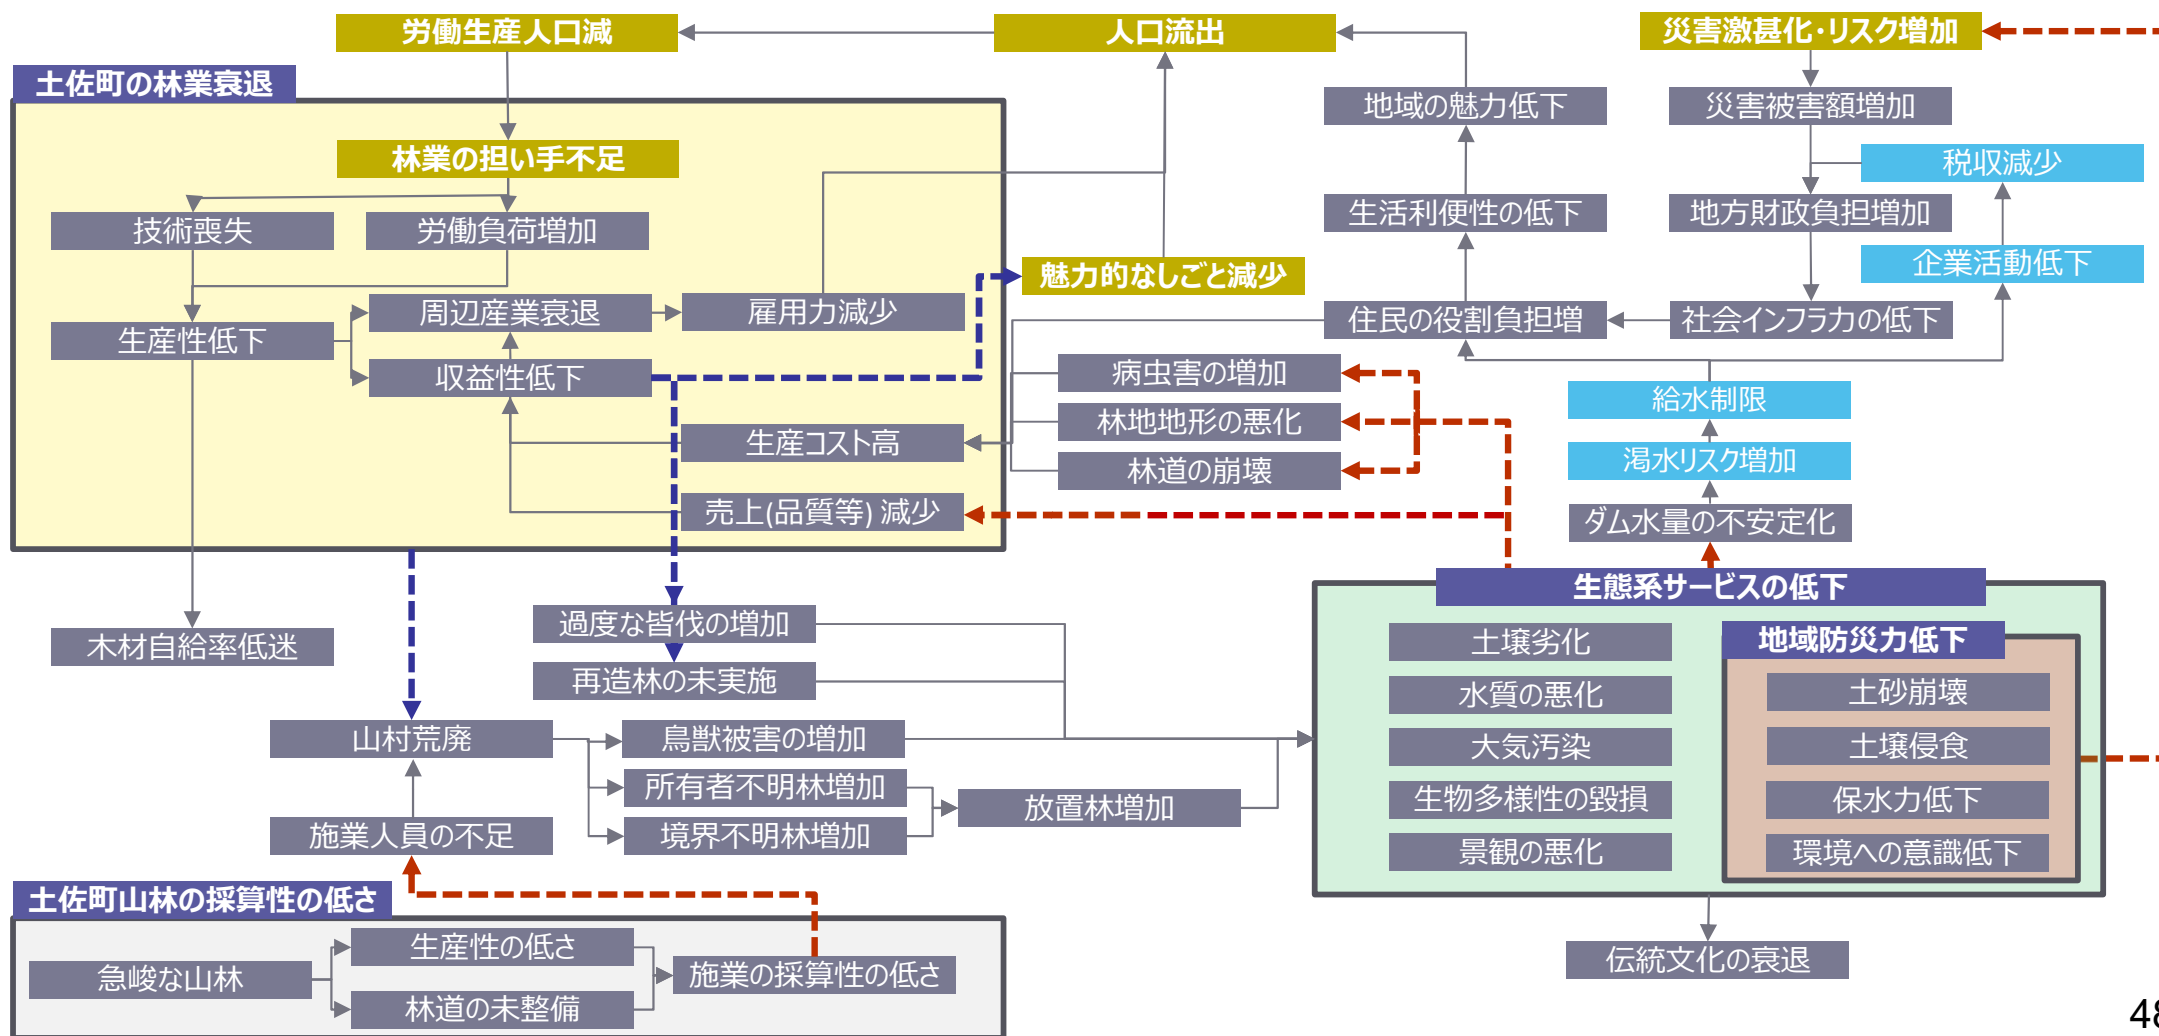 労働生産人口減
人口流出
災害激甚化・リスク増加
土佐町の林業衰退
地域の魅力低下
災害被害額増加
林業の担い手不足
税収減少
技術喪失
労働負荷増加
生活利便性の低下
地方財政負担増加
魅力的なしごと減少
企業活動低下
周辺産業衰退
雇用力減少
住民の役割負担増
社会インフラ力の低下
生産性低下
収益性低下
病虫害の増加
給水制限
生産コスト高
林地地形の悪化
林道の崩壊
渇水リスク増加
売上(品質等) 減少
ダム水量の不安定化
生態系サービスの低下
過度な皆伐の増加
木材自給率低迷
土壌劣化
地域防災力低下
再造林の未実施
水質の悪化
土砂崩壊
山村荒廃
鳥獣被害の増加
大気汚染
土壌侵食
所有者不明林増加
放置林増加
生物多様性の毀損
保水力低下
施業人員の不足
境界不明林増加
景観の悪化
環境への意識低下
土佐町山林の採算性の低さ
生産性の低さ
急峻な山林
施業の採算性の低さ
伝統文化の衰退
林道の未整備
48